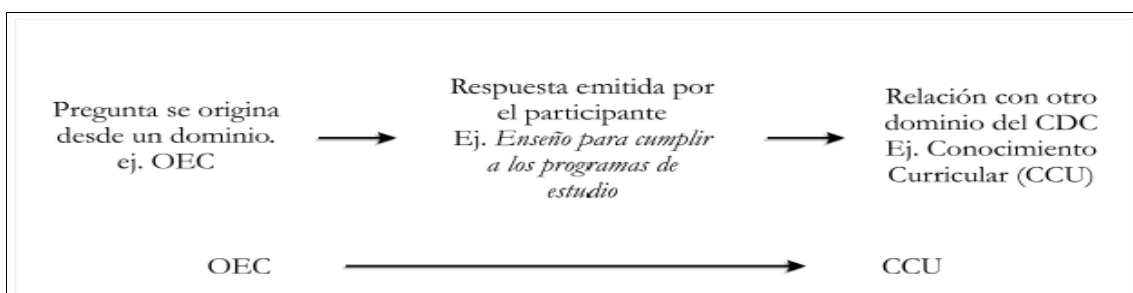 Pregunta se origina
desde un dominio.
ej. OEC
Respuesta emitida por
el participante
Ej. Enseño para cumplir
a los programas de
estudio
Relación con otro
dominio del CDC
Ej. Conocimiento
Curricular (CCU)
OEC
CCU